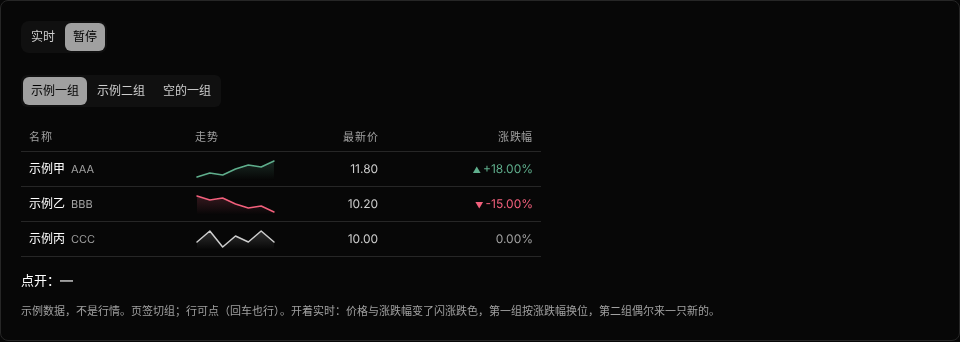 实时 暂停
示例一组 示例二组 空的一组
名称 走势 最新价 涨跌幅
示例甲 AAA 11.80 ▲+18.00%
示例乙 BBB 10.20 ▼-15.00%
示例丙 CCC 10.00 0.00%
点开：—
示例数据，不是行情。页签切组；行可点（回车也行）。开着实时：价格与涨跌幅变了闪涨跌色，第一组按涨跌幅换位，第二组偶尔来一只新的。